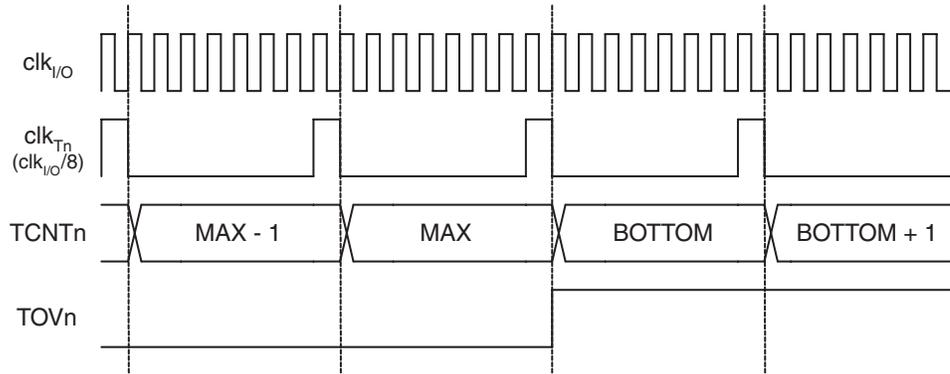 clkI/O
clkTn
(clkI/O/8)
TCNTn MAX - 1 MAX BOTTOM BOTTOM + 1
TOVn